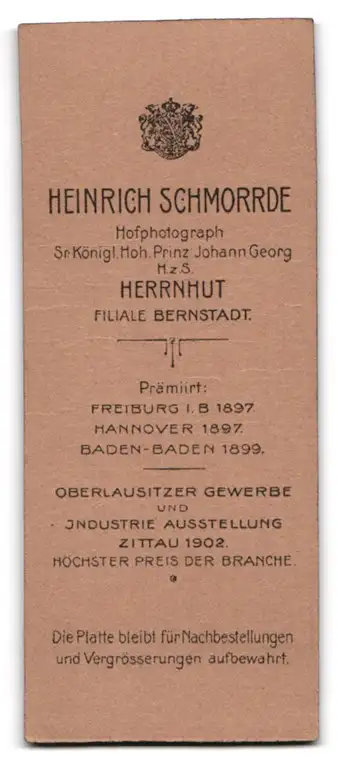 HEINRICH SCHMORRDE
Hofphotograph
Sr. Königl. Hoh. Prinz Johann Georg
H.z.S.
HERRNHUT
FILIALE BERNSTADT.
Prämiirt:
FREIBURG I. B 1897.
HANNOVER 1897.
BADEN-BADEN 1899.
OBERLAUSITZER GEWERBE
UND
JNDUSTRIE AUSSTELLUNG
ZITTAU 1902.
HÖCHSTER PREIS DER BRANCHE.
Die Platte bleibt für Nachbestellungen
und Vergrösserungen aufbewahrt.